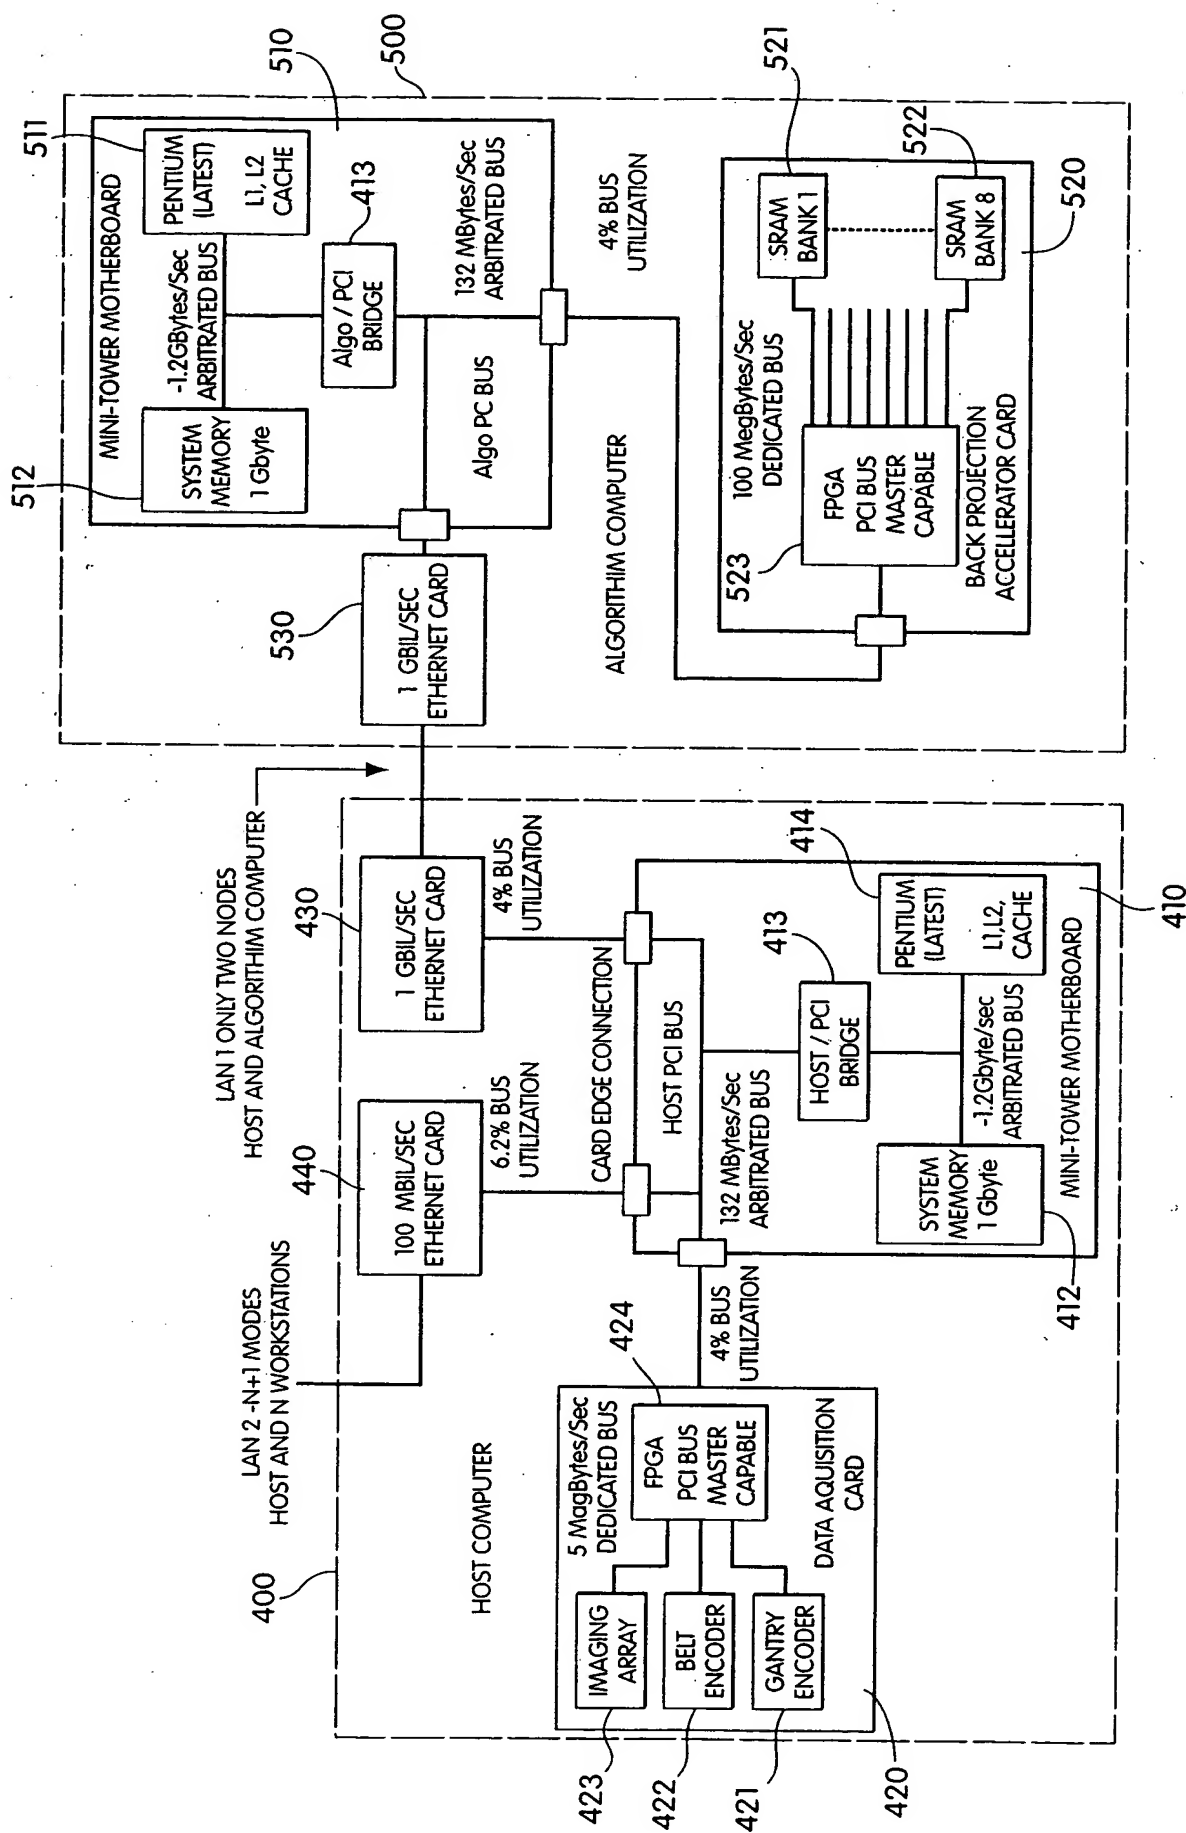 LAN 2 -N+1 MODES
HOST AND N WORKSTATIONS
LAN 1 ONLY TWO NODES
HOST AND ALGORITHIM COMPUTER
400
HOST COMPUTER
440
100 MBIL/SEC
ETHERNET CARD
430
1 GBIL/SEC
ETHERNET CARD
6.2% BUS
UTILIZATION
4% BUS
UTILIZATION
CARD EDGE CONNECTION
HOST PCI BUS
132 MBytes/Sec
ARBITRATED BUS
413
HOST / PCI
BRIDGE
414
PENTIUM
(LATEST)
L1,L2,
CACHE
-1.2Gbyte/sec
ARBITRATED BUS
SYSTEM
MEMORY
1 Gbyte
412
MINI-TOWER MOTHERBOARD
410
4% BUS
UTILIZATION
424
5 MagBytes/Sec
DEDICATED BUS
FPGA
PCI BUS
MASTER
CAPABLE
IMAGING
ARRAY
BELT
ENCODER
GANTRY
ENCODER
DATA AQUISITION
CARD
423
422
421
420
530
1 GBIL/SEC
ETHERNET CARD
512
511
510
500
MINI-TOWER MOTHERBOARD
SYSTEM
MEMORY
1 Gbyte
-1.2GBytes/Sec
ARBITRATED BUS
PENTIUM
(LATEST)
L1, L2
CACHE
Algo / PCI
BRIDGE
413
Algo PC BUS
132 MBytes/Sec
ARBITRATED BUS
ALGORITHIM COMPUTER
4% BUS
UTILIZATION
523
100 MegBytes/Sec
DEDICATED BUS
FPGA
PCI BUS
MASTER
CAPABLE
SRAM
BANK 1
521
SRAM
BANK 8
522
BACK PROJECTION
ACCELLERATOR CARD
520